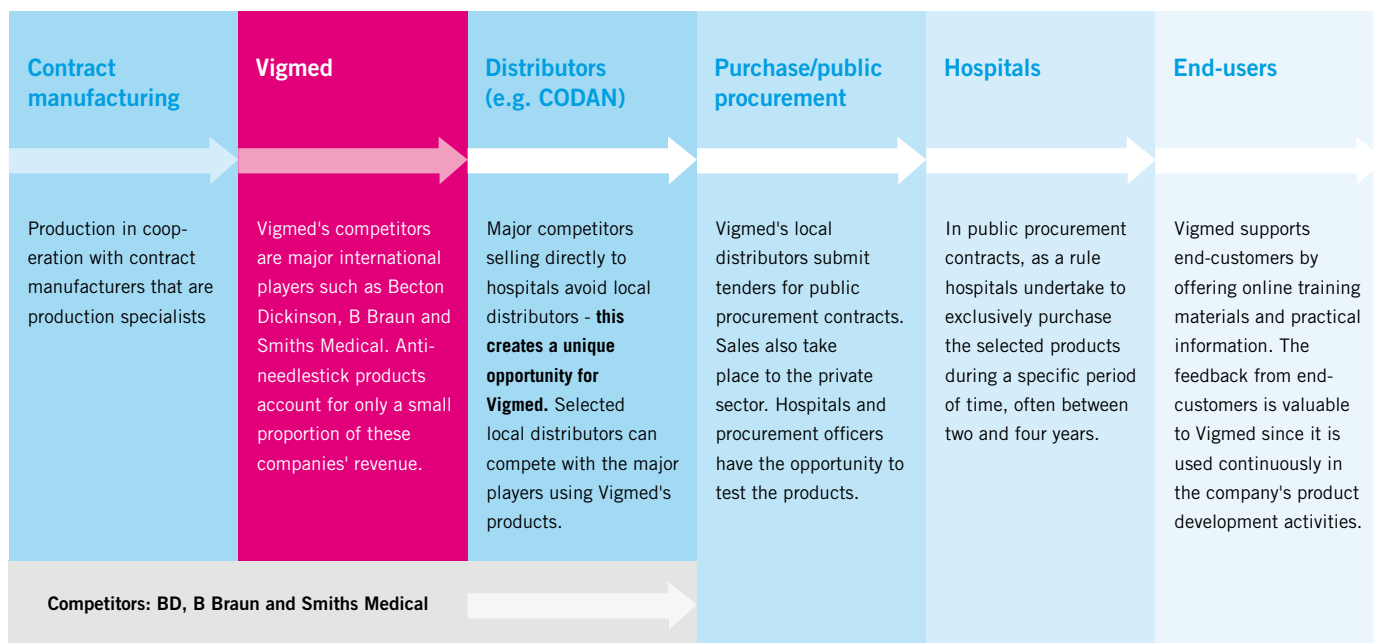 Contract
manufacturing
Production in coop-
eration with contract
manufacturers that are
production specialists
Vigmed
Vigmed's competitors
are major international
players such as Becton
Dickinson, B Braun and
Smiths Medical. Anti-
needlestick products
account for only a small
proportion of these
companies' revenue.
Distributors
(e.g. CODAN)
Major competitors
selling directly to
hospitals avoid local
distributors - this
creates a unique
opportunity for
Vigmed. Selected
local distributors can
compete with the major
players using Vigmed's
products.
Purchase/public
procurement
Vigmed's local
distributors submit
tenders for public
procurement contracts.
Sales also take
place to the private
sector. Hospitals and
procurement officers
have the opportunity to
test the products.
Hospitals
In public procurement
contracts, as a rule
hospitals undertake to
exclusively purchase
the selected products
during a specific period
of time, often between
two and four years.
End-users
Vigmed supports
end-customers by
offering online training
materials and practical
information. The
feedback from end-
customers is valuable
to Vigmed since it is
used continuously in
the company's product
development activities.
Competitors: BD, B Braun and Smiths Medical